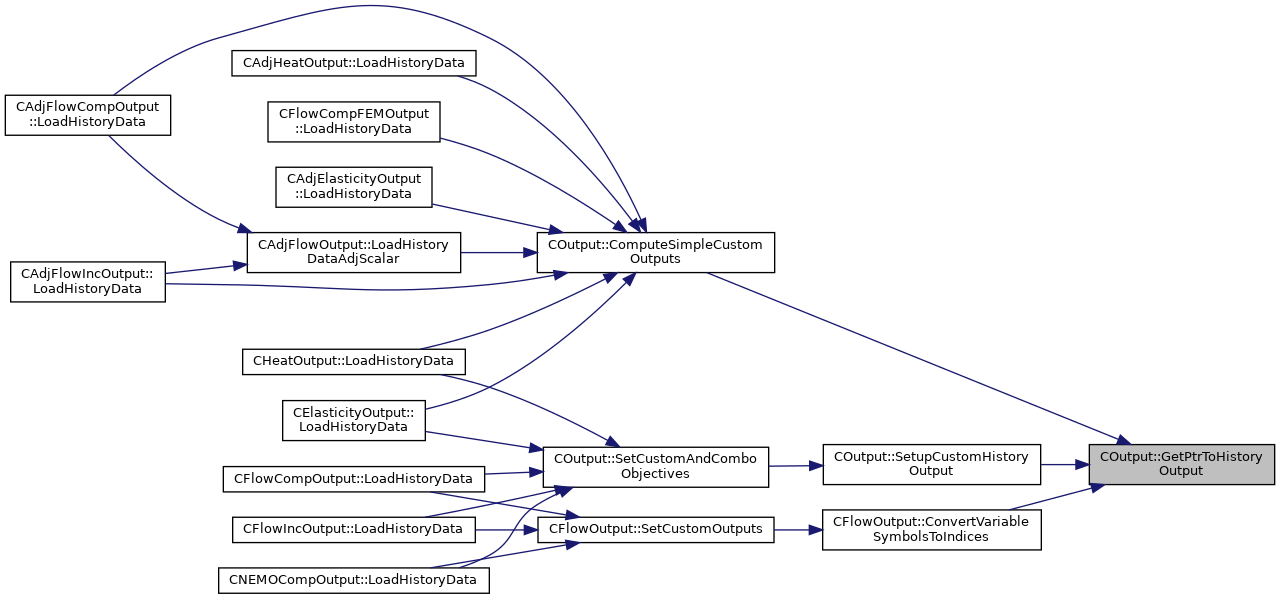 CAdjHeatOutput::LoadHistoryData
CAdjFlowCompOutput
::LoadHistoryData
CFlowCompFEMOutput
::LoadHistoryData
CAdjElasticityOutput
::LoadHistoryData
CAdjFlowOutput::LoadHistory
DataAdjScalar
COutput::ComputeSimpleCustom
Outputs
CAdjFlowIncOutput::
LoadHistoryData
CHeatOutput::LoadHistoryData
CElasticityOutput::
LoadHistoryData
COutput::SetCustomAndCombo
Objectives
COutput::SetupCustomHistory
Output
COutput::GetPtrToHistory
Output
CFlowCompOutput::LoadHistoryData
CFlowIncOutput::LoadHistoryData
CFlowOutput::SetCustomOutputs
CFlowOutput::ConvertVariable
SymbolsToIndices
CNEMOCompOutput::LoadHistoryData